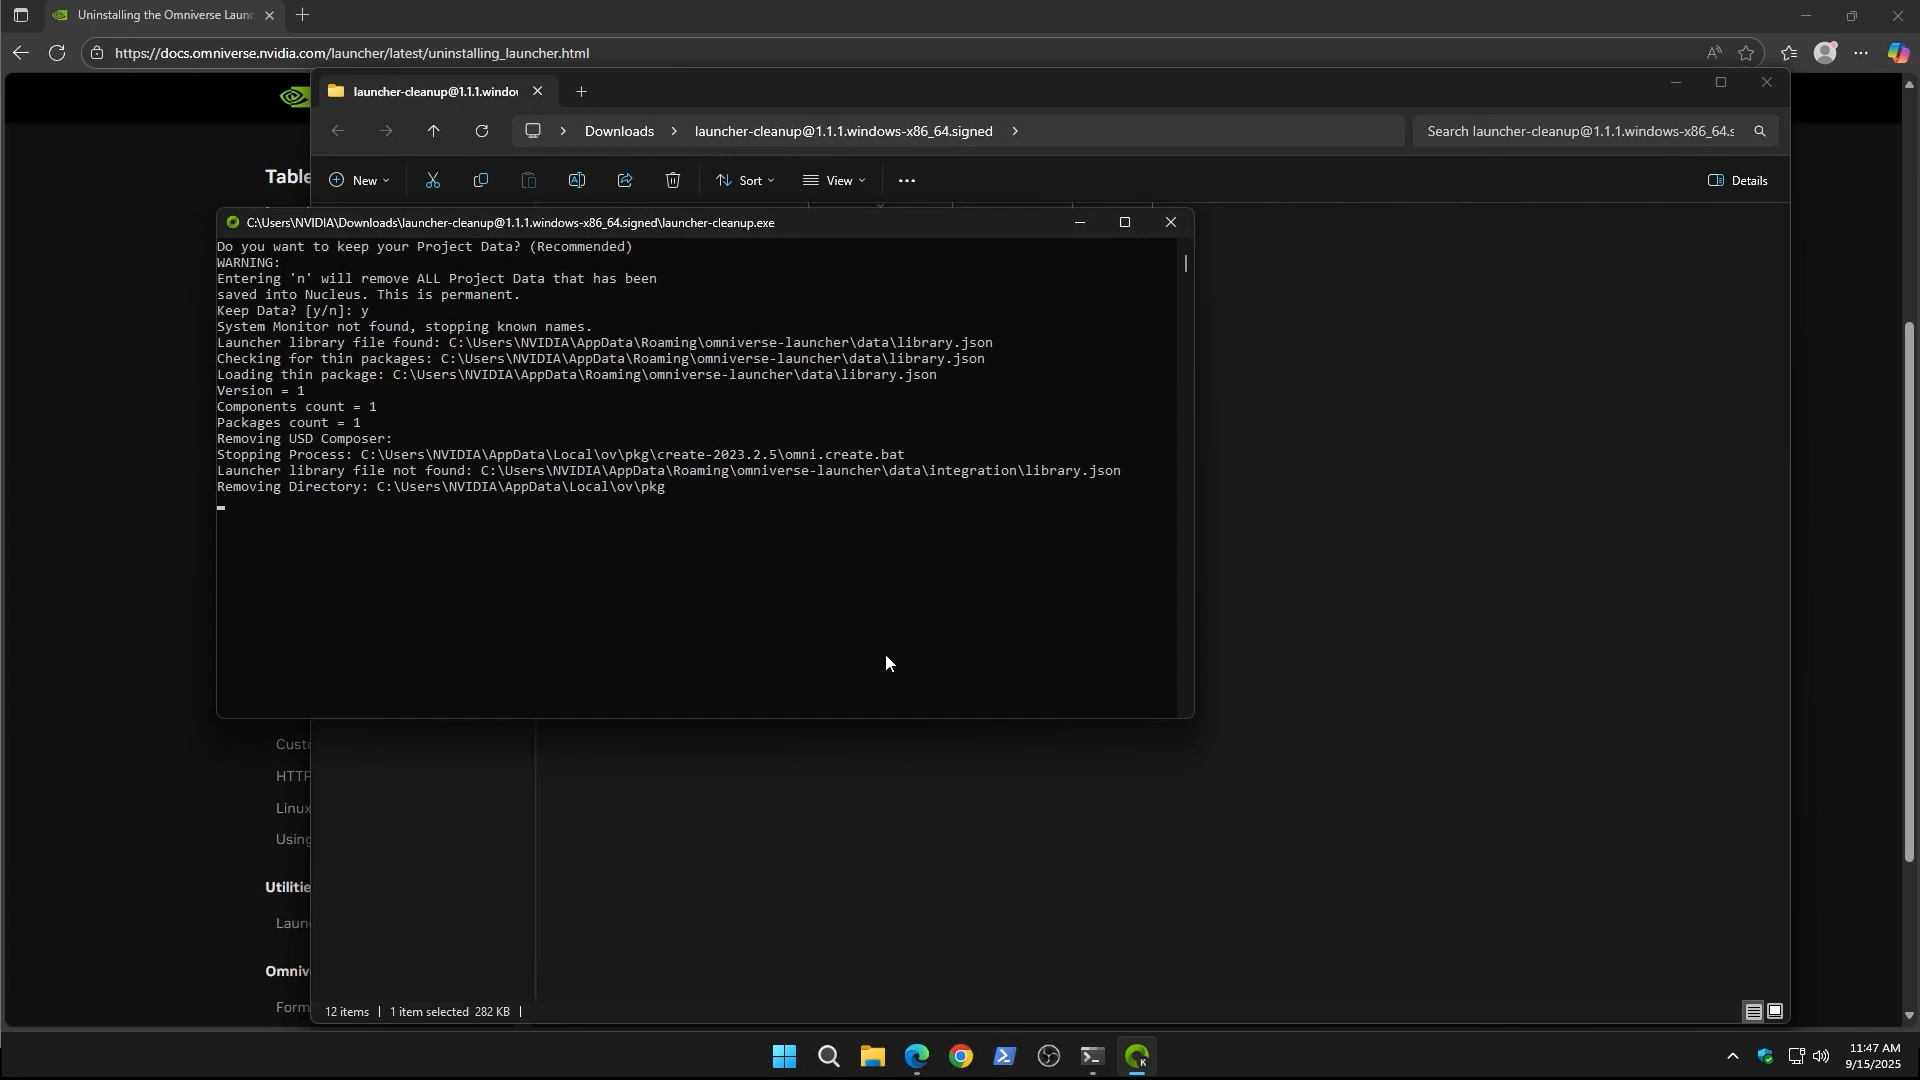 Uninstalling the Omniverse Launc
https://docs.omniverse.nvidia.com/launcher/latest/uninstalling_launcher.html
launcher-cleanup@1.1.1.windov
Downloads
launcher-cleanup@1.1.1.windows-x86_64.signed
Search launcher-cleanup@1.1.1.windows-x86_64.s
New
Sort
View
Details
Table
C:\Users\NVIDIA\Downloads\launcher-cleanup@1.1.1.windows-x86_64.signed\launcher-cleanup.exe
Do you want to keep your Project Data? (Recommended)
WARNING:
Entering 'n' will remove ALL Project Data that has been
saved into Nucleus. This is permanent.
Keep Data? [y/n]: y
System Monitor not found, stopping known names.
Launcher library file found: C:\Users\NVIDIA\AppData\Roaming\omniverse-launcher\data\library.json
Checking for thin packages: C:\Users\NVIDIA\AppData\Roaming\omniverse-launcher\data\library.json
Loading thin package: C:\Users\NVIDIA\AppData\Roaming\omniverse-launcher\data\library.json
Version = 1
Components count = 1
Packages count = 1
Removing USD Composer:
Stopping Process: C:\Users\NVIDIA\AppData\Local\ov\pkg\create-2023.2.5\omni.create.bat
Launcher library file not found: C:\Users\NVIDIA\AppData\Roaming\omniverse-launcher\data\integration\library.json
Removing Directory: C:\Users\NVIDIA\AppData\Local\ov\pkg
Custo
HTTP
Linux
Using
Utilitie
Laun
Omniv
Form
12 items
1 item selected 282 KB
11:47 AM
9/15/2025